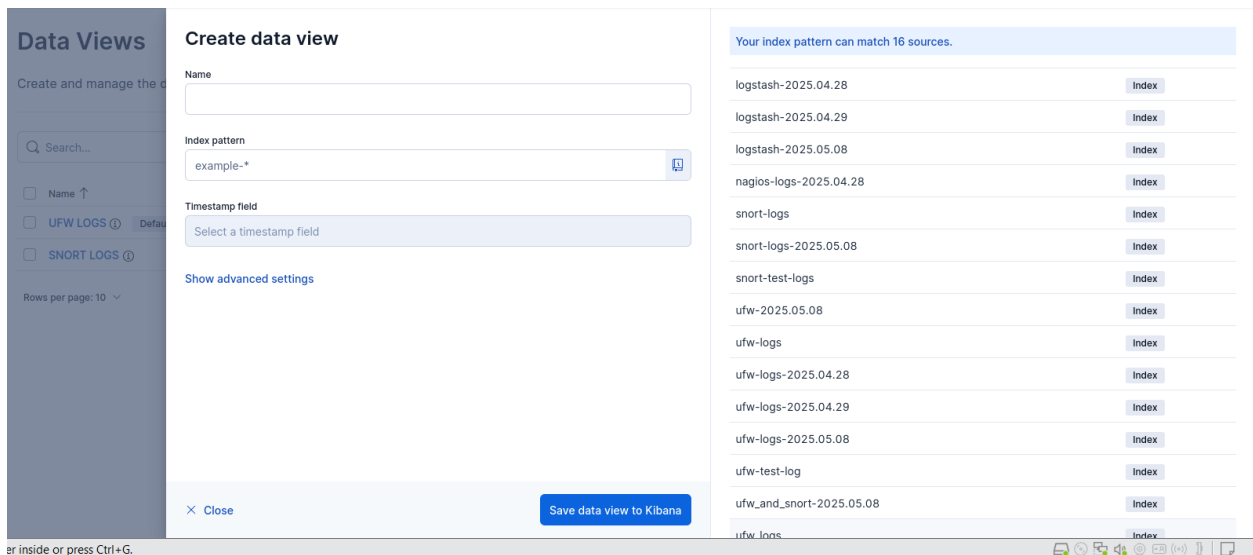 Data Views
Create and manage the d
Search...
Name ↑
UFW LOGS Defau
SNORT LOGS
Rows per page: 10
Create data view
Name
Index pattern
example-*
Timestamp field
Select a timestamp field
Show advanced settings
Close
Save data view to Kibana
Your index pattern can match 16 sources.
logstash-2025.04.28 Index
logstash-2025.04.29 Index
logstash-2025.05.08 Index
nagios-logs-2025.04.28 Index
snort-logs Index
snort-logs-2025.05.08 Index
snort-test-logs Index
ufw-2025.05.08 Index
ufw-logs Index
ufw-logs-2025.04.28 Index
ufw-logs-2025.04.29 Index
ufw-logs-2025.05.08 Index
ufw-test-log Index
ufw_and_snort-2025.05.08 Index
ufw_logs Index
er inside or press Ctrl+G.